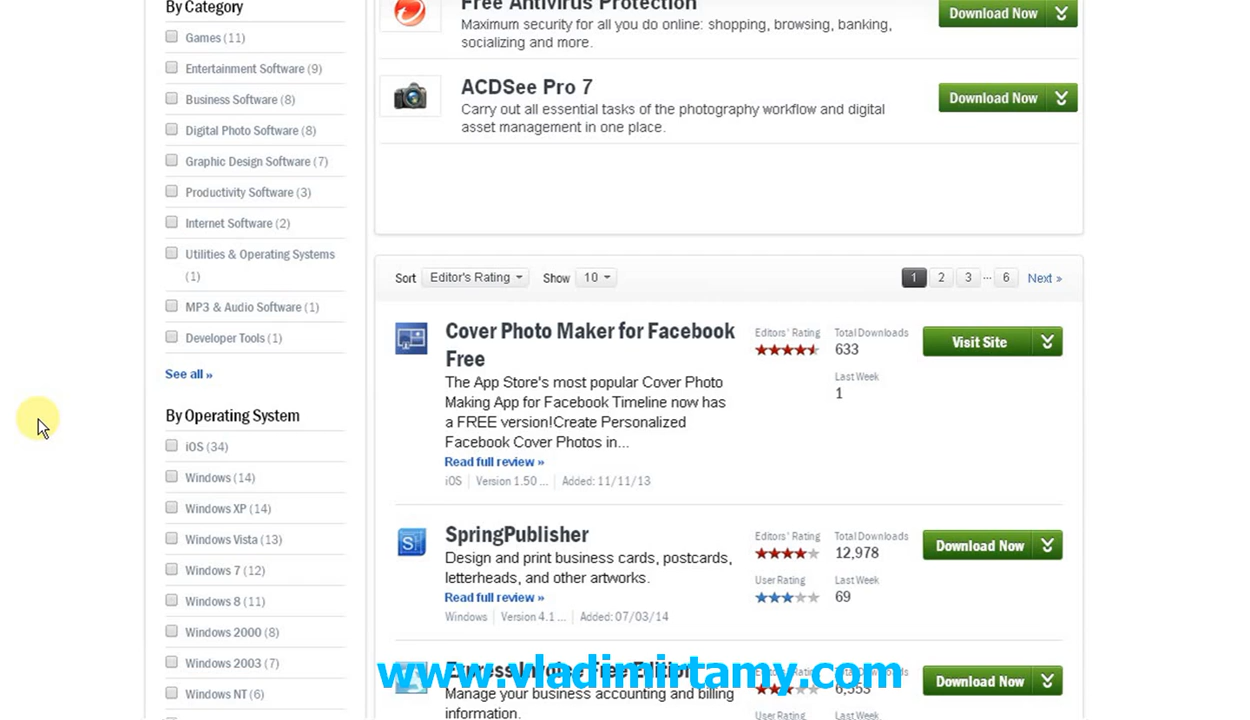 By Category
Games (11)
Entertainment Software (9)
Business Software (8)
Digital Photo Software (8)
Graphic Design Software (7)
Productivity Software (3)
Internet Software (2)
Utilities & Operating Systems
(1)
MP3 & Audio Software (1)
Developer Tools (1)
See all »
By Operating System
iOS (34)
Windows (14)
Windows XP (14)
Windows Vista (13)
Windows 7 (12)
Windows 8 (11)
Windows 2000 (8)
Windows 2003 (7)
Windows NT (6)
Free Antivirus Protection
Maximum security for all you do online: shopping, browsing, banking,
socializing and more.
Download Now
ACDSee Pro 7
Carry out all essential tasks of the photography workflow and digital
asset management in one place.
Download Now
Sort Editor's Rating Show 10
1 2 3 ... 6 Next »
Cover Photo Maker for Facebook
Free
The App Store's most popular Cover Photo
Making App for Facebook Timeline now has
a FREE version!Create Personalized
Facebook Cover Photos in...
Read full review »
iOS | Version 1.50 ... | Added: 11/11/13
Editors' Rating
Total Downloads
633
Last Week
1
Visit Site
SpringPublisher
Design and print business cards, postcards,
letterheads, and other artworks.
Read full review »
Windows | Version 4.1 ... | Added: 07/03/14
Editors' Rating
User Rating
Total Downloads
12,978
Last Week
69
Download Now
Express Invoice Free Edition
Manage your business accounting and billing
information.
6,553
User Rating
Last Week
Download Now
www.vladimirtamy.com